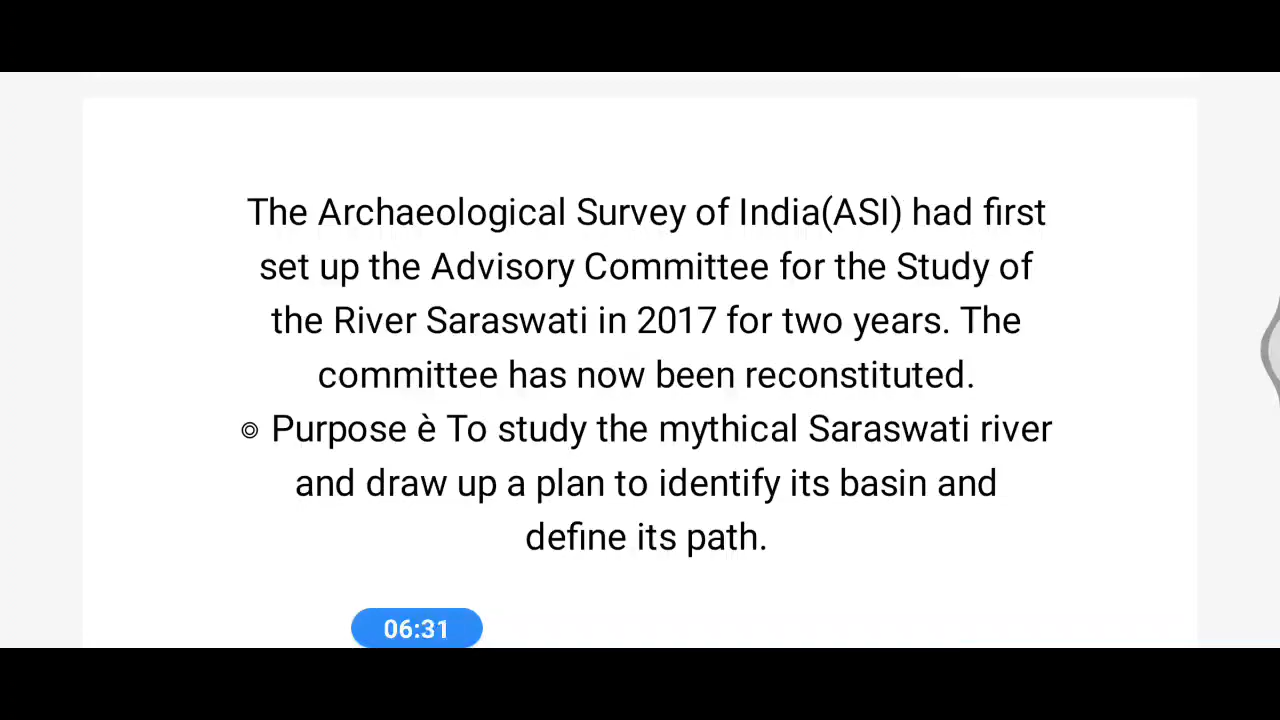 The Archaeological Survey of India(ASI) had first
set up the Advisory Committee for the Study of
the River Saraswati in 2017 for two years. The
committee has now been reconstituted.
◎ Purpose è To study the mythical Saraswati river
and draw up a plan to identify its basin and
define its path.
06:31